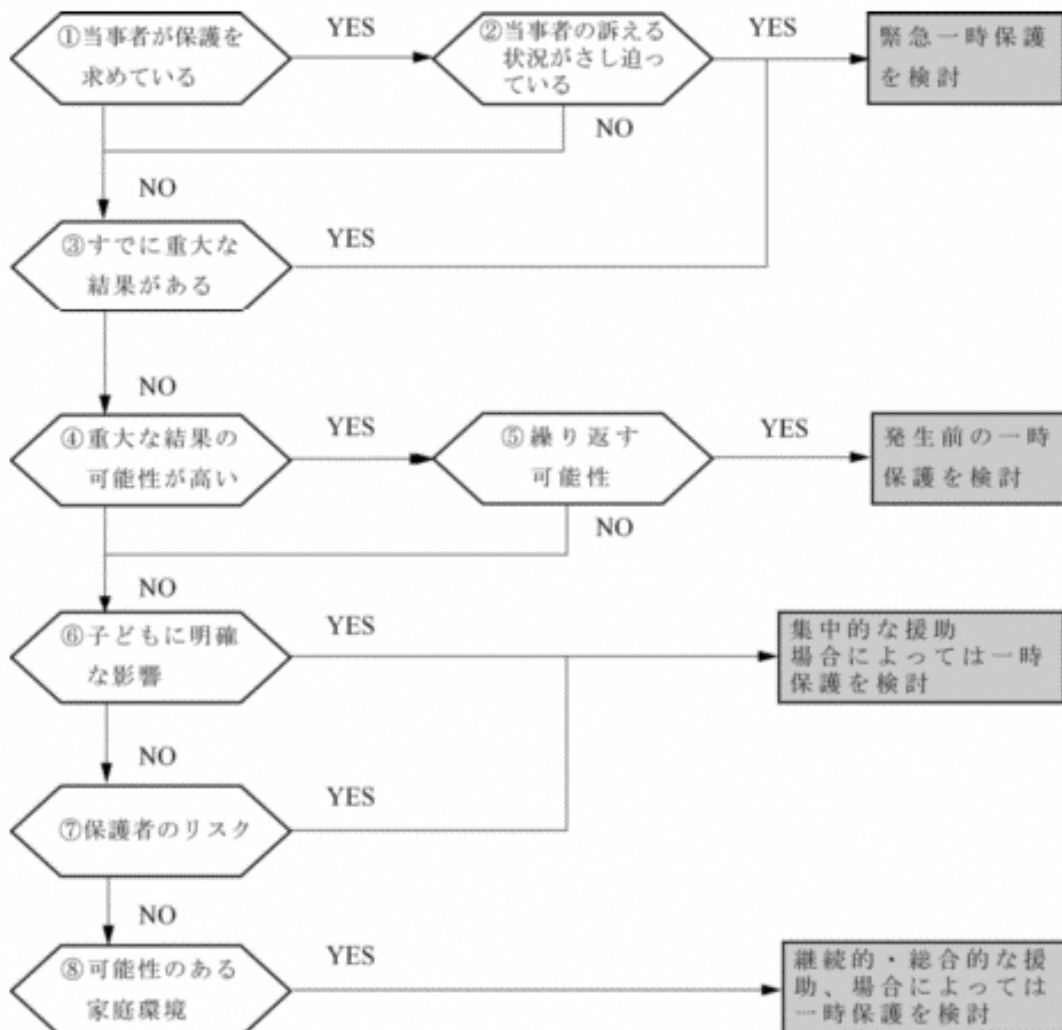 ①当事者が保護を
求めている
YES
②当事者の訴える
状況がさし迫っ
ている
YES
緊急一時保護
を検討
NO
NO
③すでに重大な
結果がある
YES
NO
④重大な結果の
可能性が高い
YES
⑤繰り返す
可能性
YES
発生前の一時
保護を検討
NO
NO
⑥子どもに明確
な影響
YES
集中的な援助
場合によっては一時
保護を検討
NO
⑦保護者のリスク
YES
NO
⑧可能性のある
家庭環境
YES
継続的・総合的な援
助、場合によっては
一時保護を検討